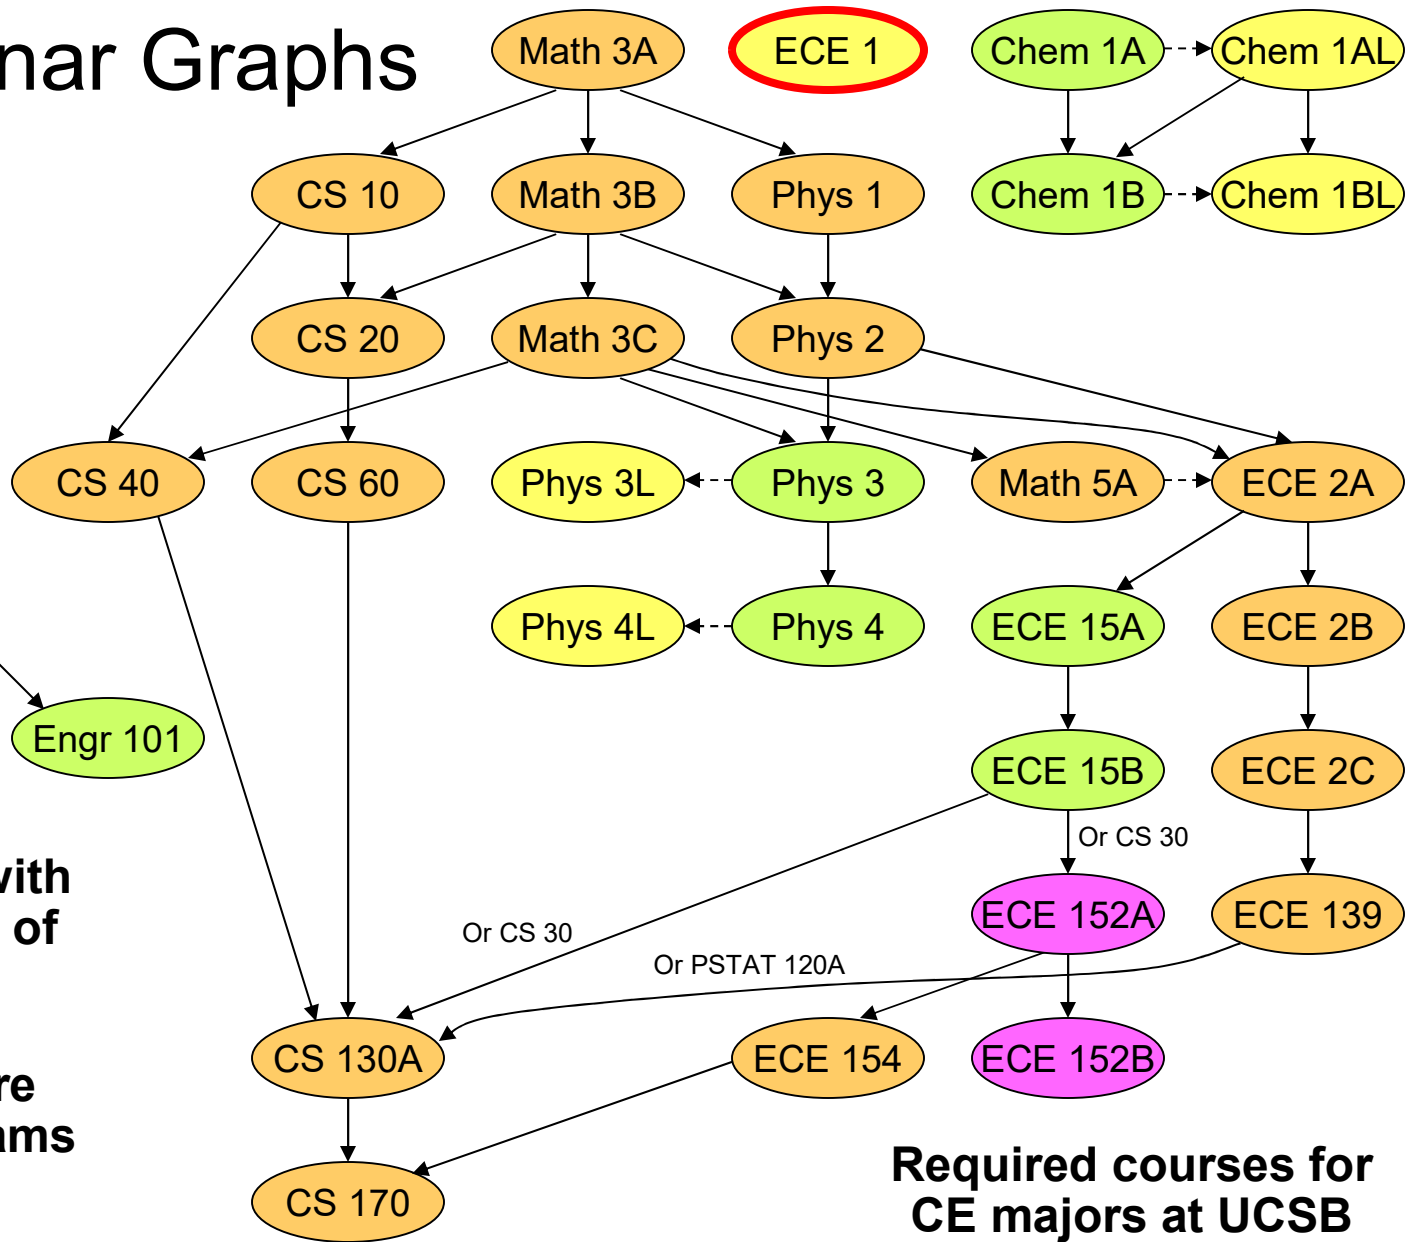 nar Graphs
Math 3A
ECE 1
Chem 1A
Chem 1AL
CS 10
Math 3B
Phys 1
Chem 1B
Chem 1BL
CS 20
Math 3C
Phys 2
CS 40
CS 60
Phys 3L
Phys 3
Math 5A
ECE 2A
Phys 4L
Phys 4
ECE 15A
ECE 2B
Engr 101
ECE 15B
ECE 2C
Or CS 30
with
of
ECE 152A
ECE 139
Or CS 30
Or PSTAT 120A
CS 130A
ECE 154
ECE 152B
re
ams
CS 170
Required courses for
CE majors at UCSB